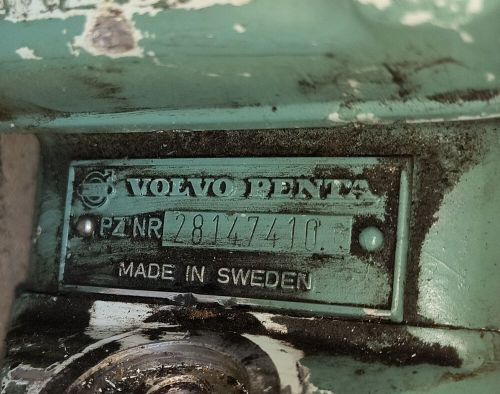 VOLVO PENTA
PZ NR 28147410
MADE IN SWEDEN